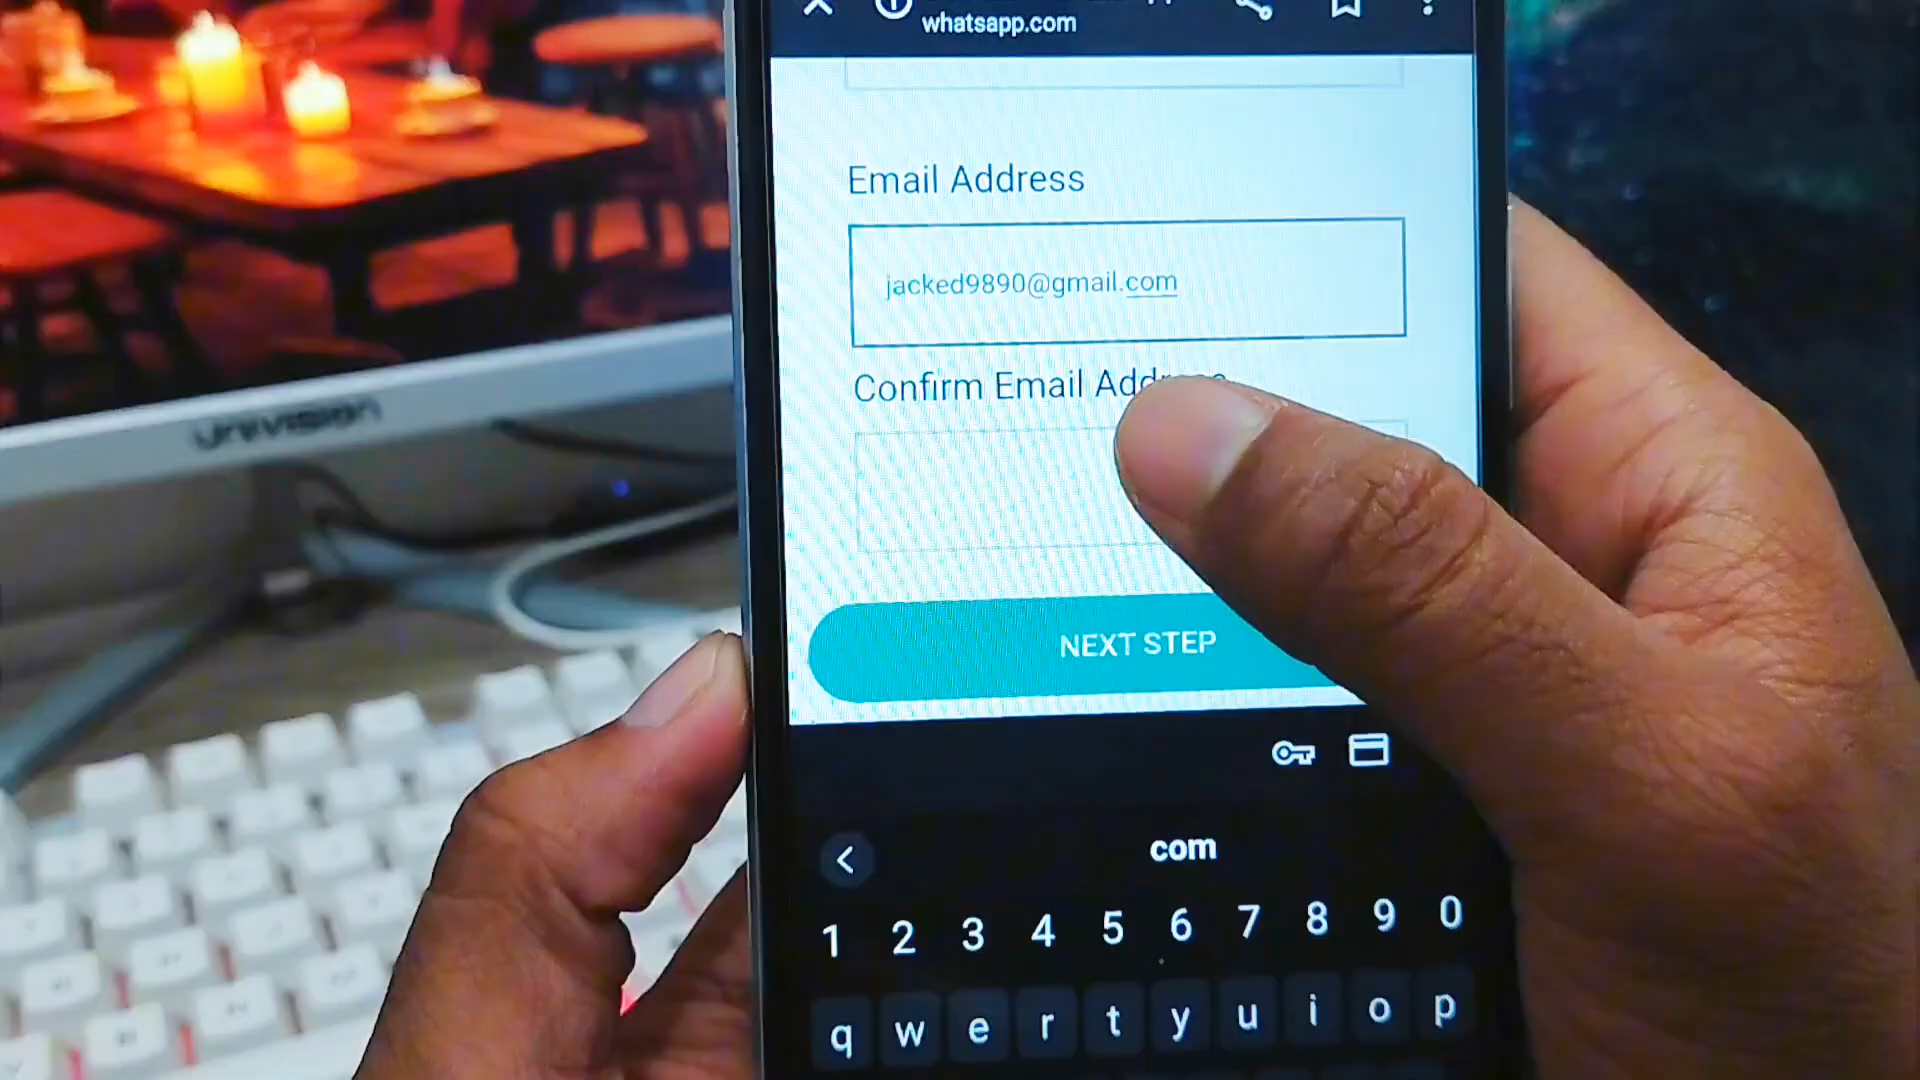 whatsapp.com
Email Address
jacked9890@gmail.com
Confirm Email
UNIVISION
NEXT STEP
com
1 2 3 4 5 6 7 8 9 0
q w e r t y u i o p